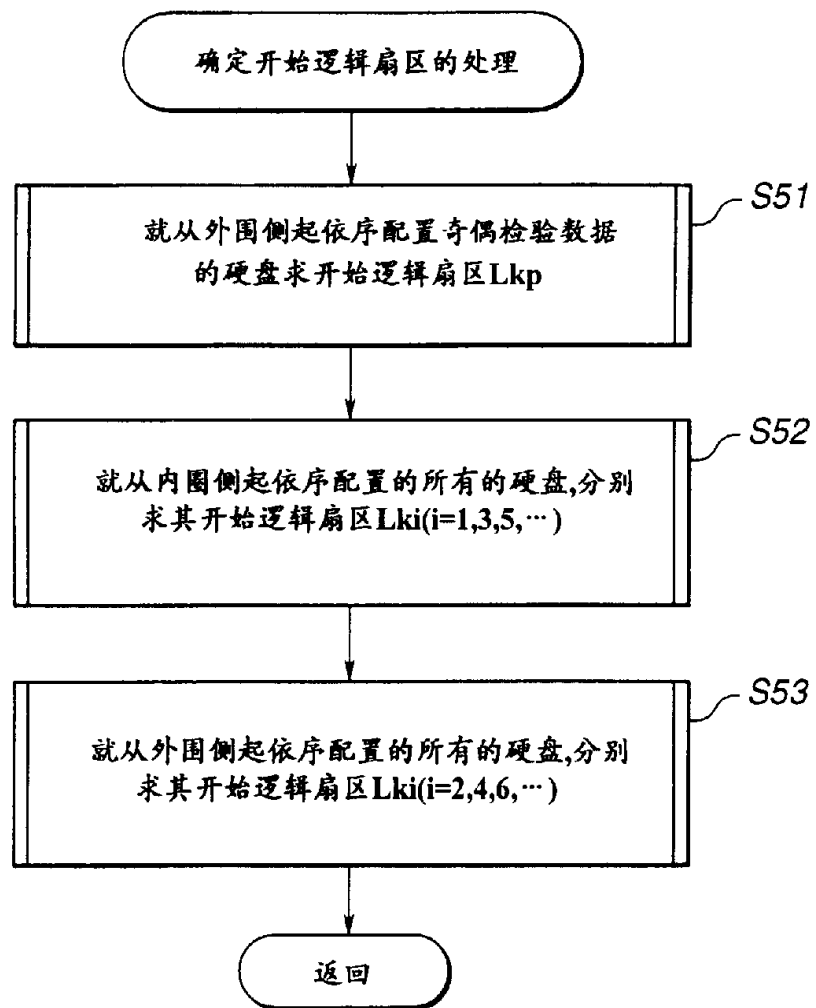 确定开始逻辑扇区的处理
S51
就从外围侧起依序配置奇偶检验数据
的硬盘求开始逻辑扇区Lkp
S52
就从内圈侧起依序配置的所有的硬盘,分别
求其开始逻辑扇区Lki(i=1,3,5,…)
S53
就从外围侧起依序配置的所有的硬盘,分别
求其开始逻辑扇区Lki(i=2,4,6,…)
返回